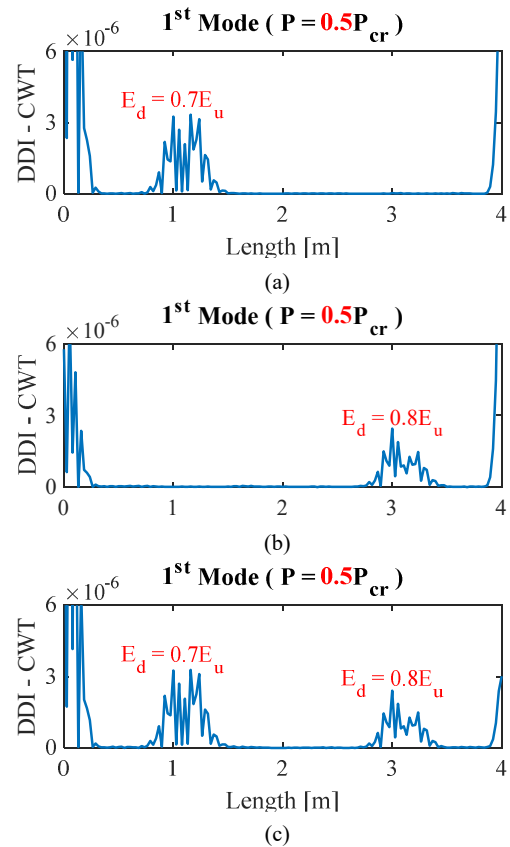 1st Mode ( P = 0.5Pcr )
×10-6
6
Ed = 0.7Eu
3
DDI - CWT
0
0 1 2 3 4
Length [m]
(a)
1st Mode ( P = 0.5Pcr )
×10-6
6
Ed = 0.8Eu
3
DDI - CWT
0
0 1 2 3 4
(b)
1st Mode ( P = 0.5Pcr )
×10-6
6
Ed = 0.7Eu Ed = 0.8Eu
3
DDI - CWT
0
0 1 2 3 4
Length [m]
(c)